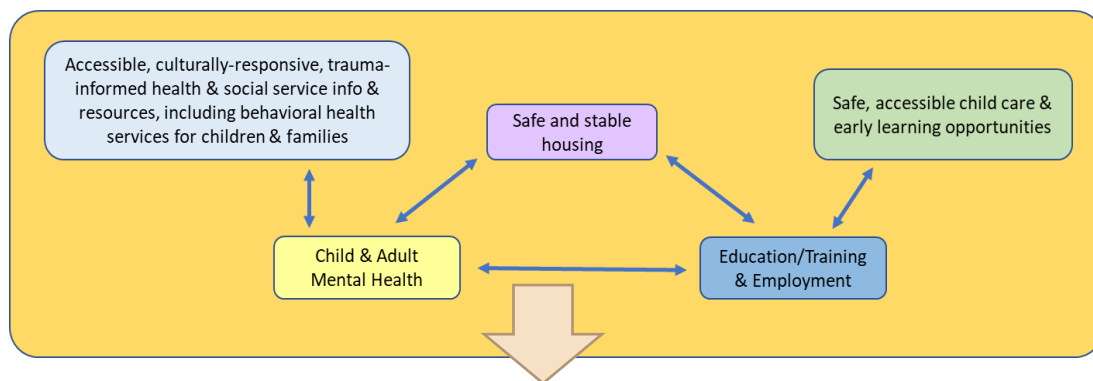 Accessible, culturally-responsive, trauma-
informed health & social service info &
resources, including behavioral health
services for children & families
Safe and stable
housing
Safe, accessible child care &
early learning opportunities
Child & Adult
Mental Health
Education/Training
& Employment